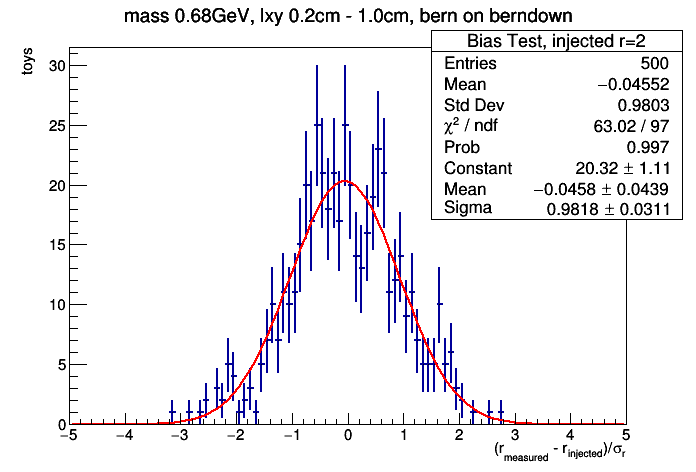 mass 0.68GeV, lxy 0.2cm - 1.0cm, bern on berndown
Bias Test, injected r=2
Entries 500
Mean −0.04552
Std Dev 0.9803
χ² / ndf 63.02 / 97
Prob 0.997
Constant 20.32 ± 1.11
Mean −0.0458 ± 0.0439
Sigma 0.9818 ± 0.0311
toys
30
25
20
15
10
5
0
−5 −4 −3 −2 −1 0 1 2 3 4 5
(r_measured - r_injected)/σ_r